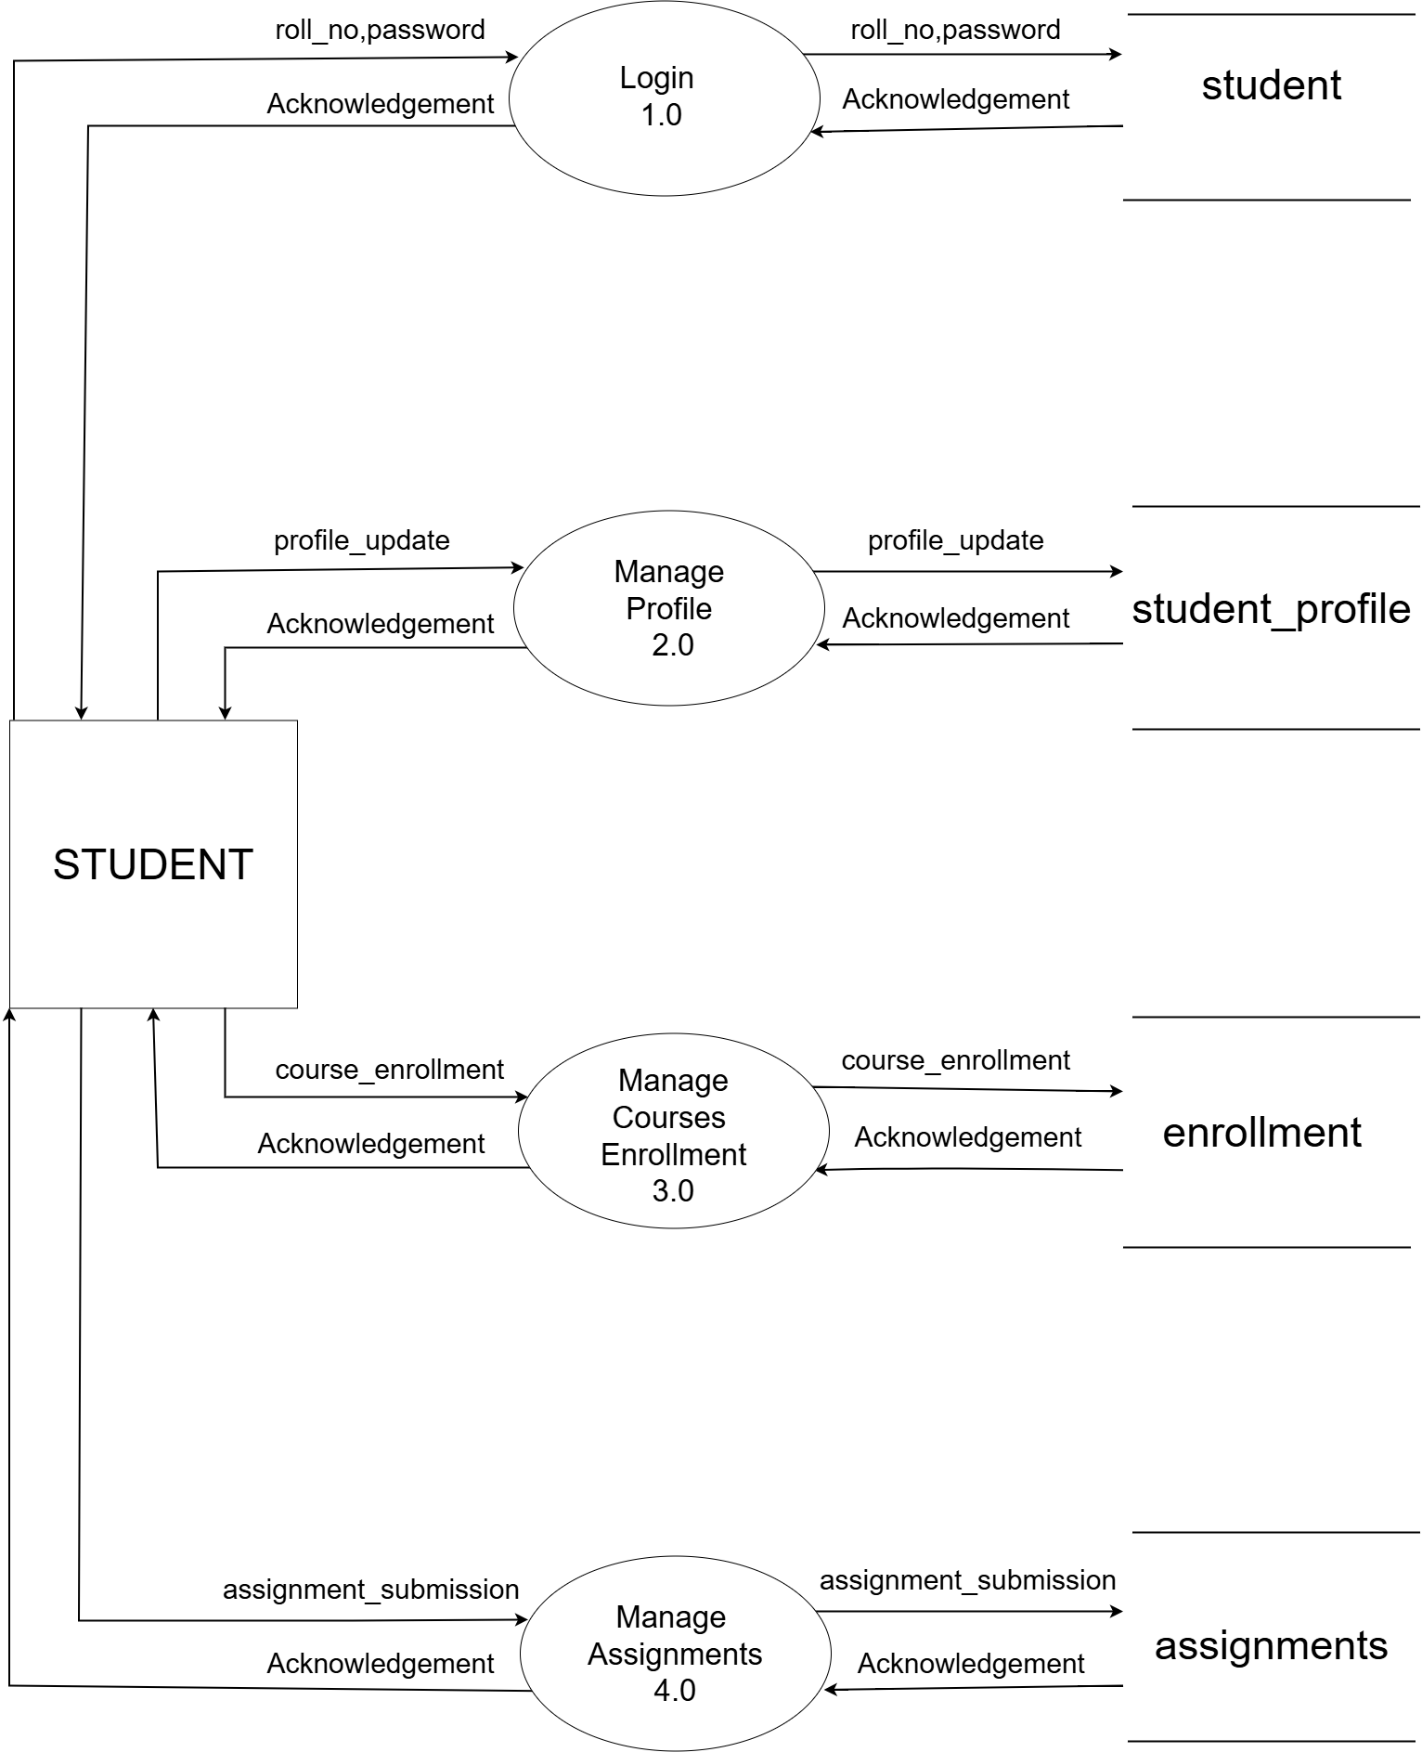 roll_no,password
roll_no,password
Login
1.0
student
Acknowledgement
Acknowledgement
profile_update
profile_update
Manage
Profile
2.0
student_profile
Acknowledgement
Acknowledgement
STUDENT
course_enrollment
course_enrollment
Manage
Courses
Enrollment
3.0
enrollment
Acknowledgement
Acknowledgement
assignment_submission
assignment_submission
Manage
Assignments
4.0
assignments
Acknowledgement
Acknowledgement